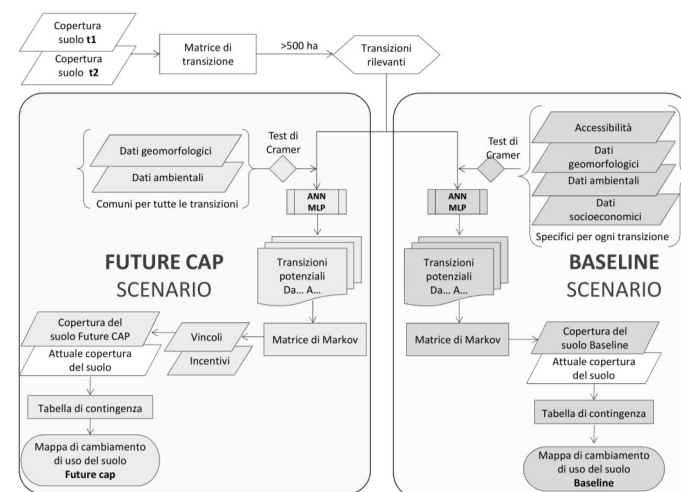 Copertura
suolo t1
Copertura
suolo t2
Matrice di
transizione
>500 ha
Transizioni
rilevanti
Dati geomorfologici
Dati ambientali
Comuni per tutte le transizioni
Test di
Cramer
ANN
MLP
Transizioni
potenziali
Da... A...
FUTURE CAP
SCENARIO
Matrice di Markov
Vincoli
Incentivi
Copertura del
suolo Future CAP
Attuale copertura
del suolo
Tabella di contingenza
Mappa di cambiamento
di uso del suolo
Future cap
Test di
Cramer
Accessibilità
Dati
geomorfologici
Dati ambientali
Dati
socioeconomici
Specifici per ogni transizione
ANN
MLP
Transizioni
potenziali
Da... A...
BASELINE
SCENARIO
Matrice di Markov
Copertura del
suolo Baseline
Attuale copertura
del suolo
Tabella di contingenza
Mappa di cambiamento
di uso del suolo
Baseline